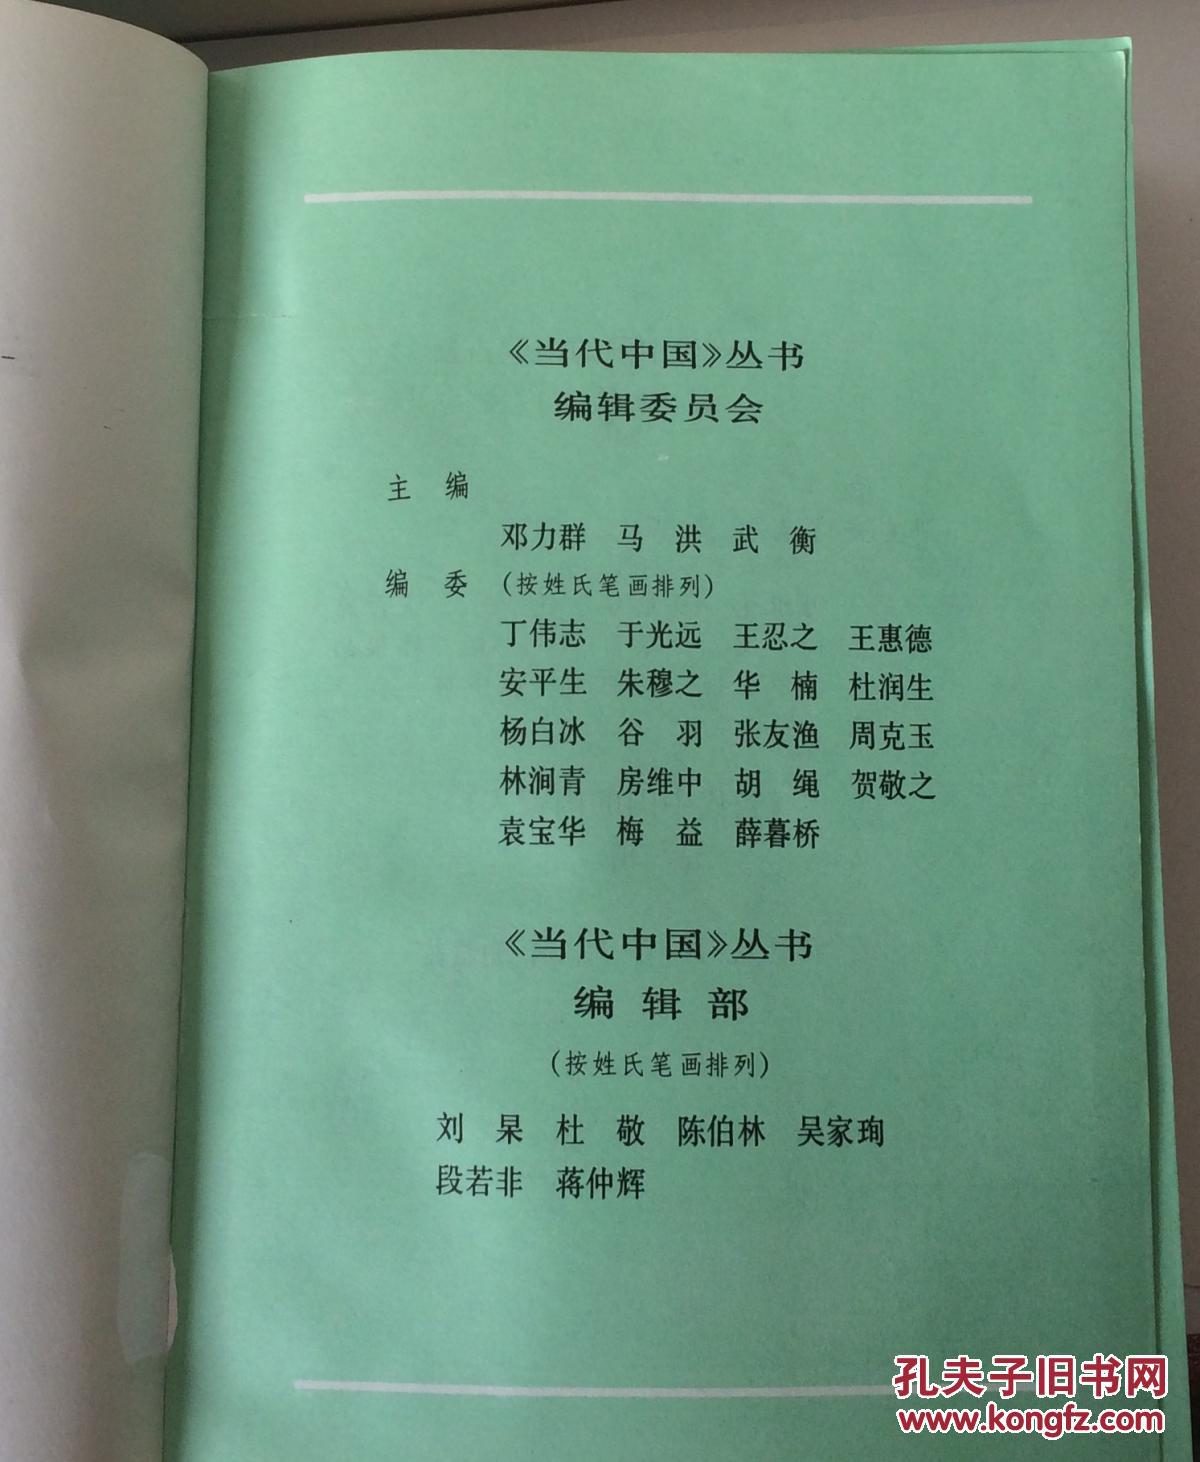 《当代中国》丛书
编辑委员会
主 编
邓力群 马 洪 武 衡
编 委 (按姓氏笔画排列)
丁伟志 于光远 王忍之 王惠德
安平生 朱穆之 华 楠 杜润生
杨白冰 谷 羽 张友渔 周克玉
林涧青 房维中 胡 绳 贺敬之
袁宝华 梅 益 薛暮桥
《当代中国》丛书
编 辑 部
(按姓氏笔画排列)
刘 杲 杜 敬 陈伯林 吴家珣
段若非 蒋仲辉
孔夫子旧书网
www.kongfz.com